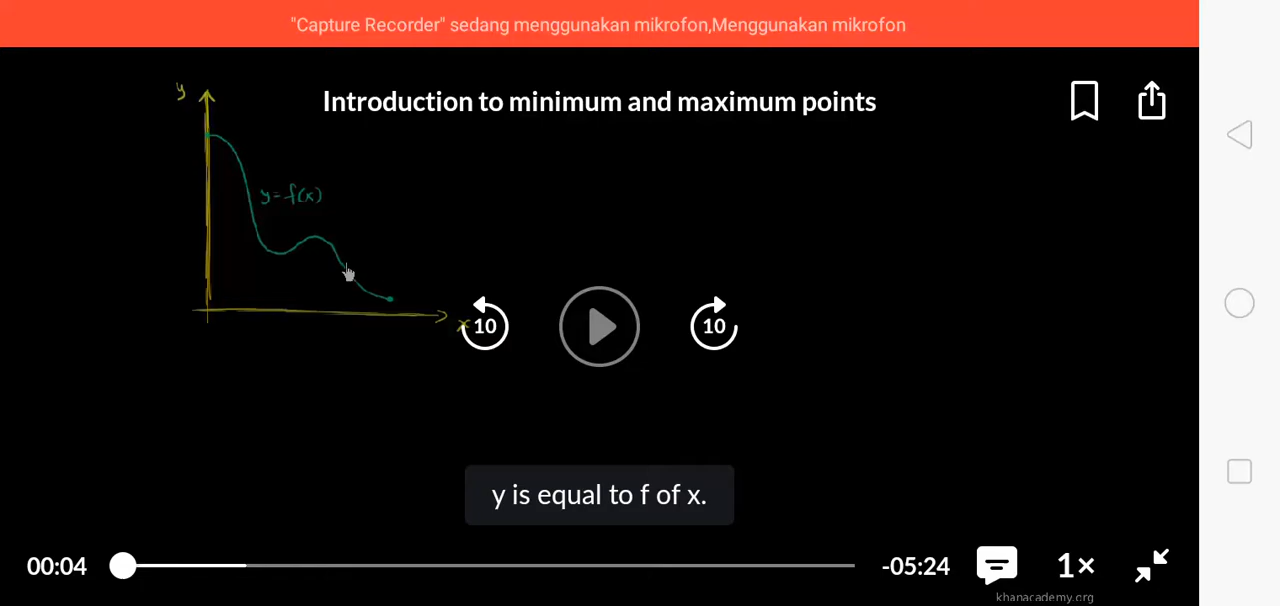 "Capture Recorder" sedang menggunakan mikrofon,Menggunakan mikrofon
y
Introduction to minimum and maximum points
y=f(x)
x
10
10
y is equal to f of x.
00:04
-05:24
1×
khanacademy.org